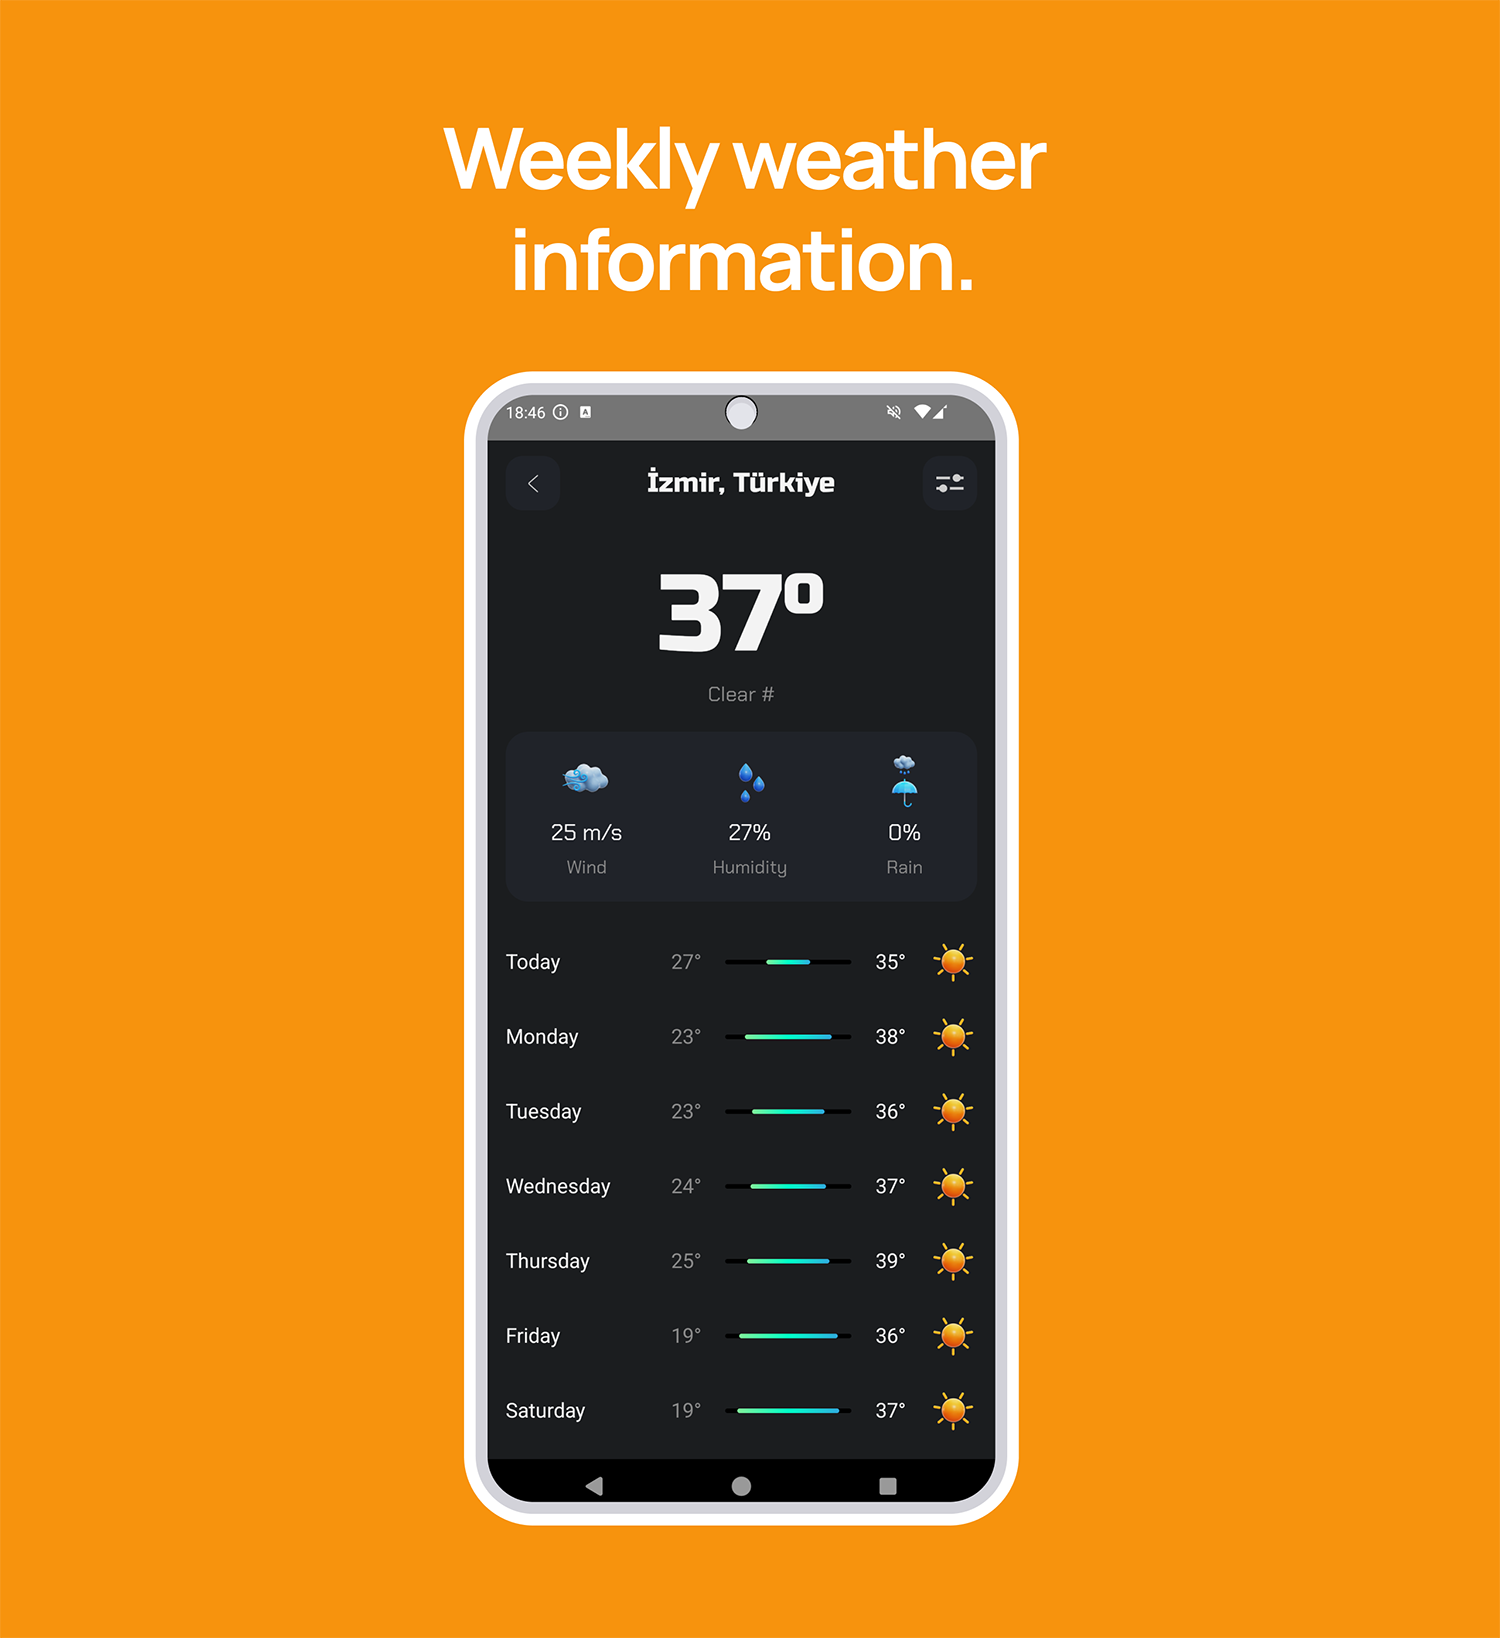 Weekly weather
information.
18:46
A
İzmir, Türkiye
37°
Clear #
25 m/s 27% 0%
Wind Humidity Rain
Today 27° 35°
Monday 23° 38°
Tuesday 23° 36°
Wednesday 24° 37°
Thursday 25° 39°
Friday 19° 36°
Saturday 19° 37°